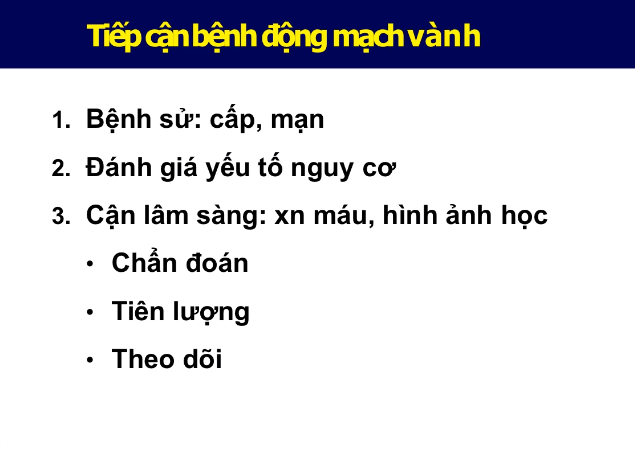 Tiếp cận bệnh động mạch vành
1. Bệnh sử: cấp, mạn
2. Đánh giá yếu tố nguy cơ
3. Cận lâm sàng: xn máu, hình ảnh học
• Chẩn đoán
• Tiên lượng
• Theo dõi